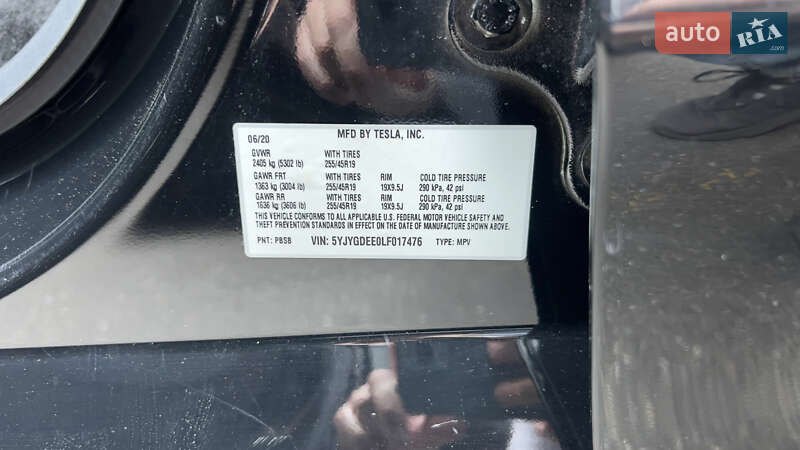 auto RIA .com
06/20 MFD BY TESLA, INC.
GVWR WITH TIRES
2405 kg (5302 lb) 255/45R19
GAWR FRT WITH TIRES RIM COLD TIRE PRESSURE
1363 kg (3004 lb) 255/45R19 19X9.5J 290 kPa, 42 psi
GAWR RR WITH TIRES RIM COLD TIRE PRESSURE
1636 kg (3606 lb) 255/45R19 19X9.5J 290 kPa, 42 psi
THIS VEHICLE CONFORMS TO ALL APPLICABLE U.S. FEDERAL MOTOR VEHICLE SAFETY AND
THEFT PREVENTION STANDARDS IN EFFECT ON THE DATE OF MANUFACTURE SHOWN ABOVE.
PNT: PBSB VIN: 5YJYGDEE0LF017476 TYPE: MPV